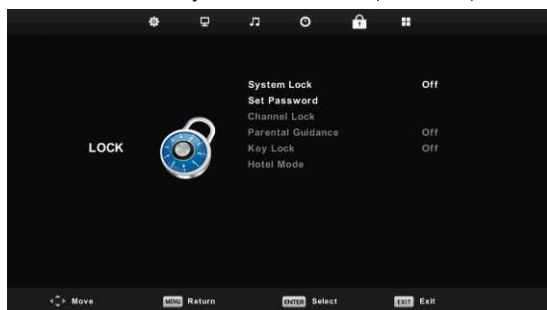 System Lock Off
Set Password
Channel Lock
Parental Guidance Off
LOCK
Key Lock Off
Hotel Mode
Move MENU Return ENTER Select EXIT Exit